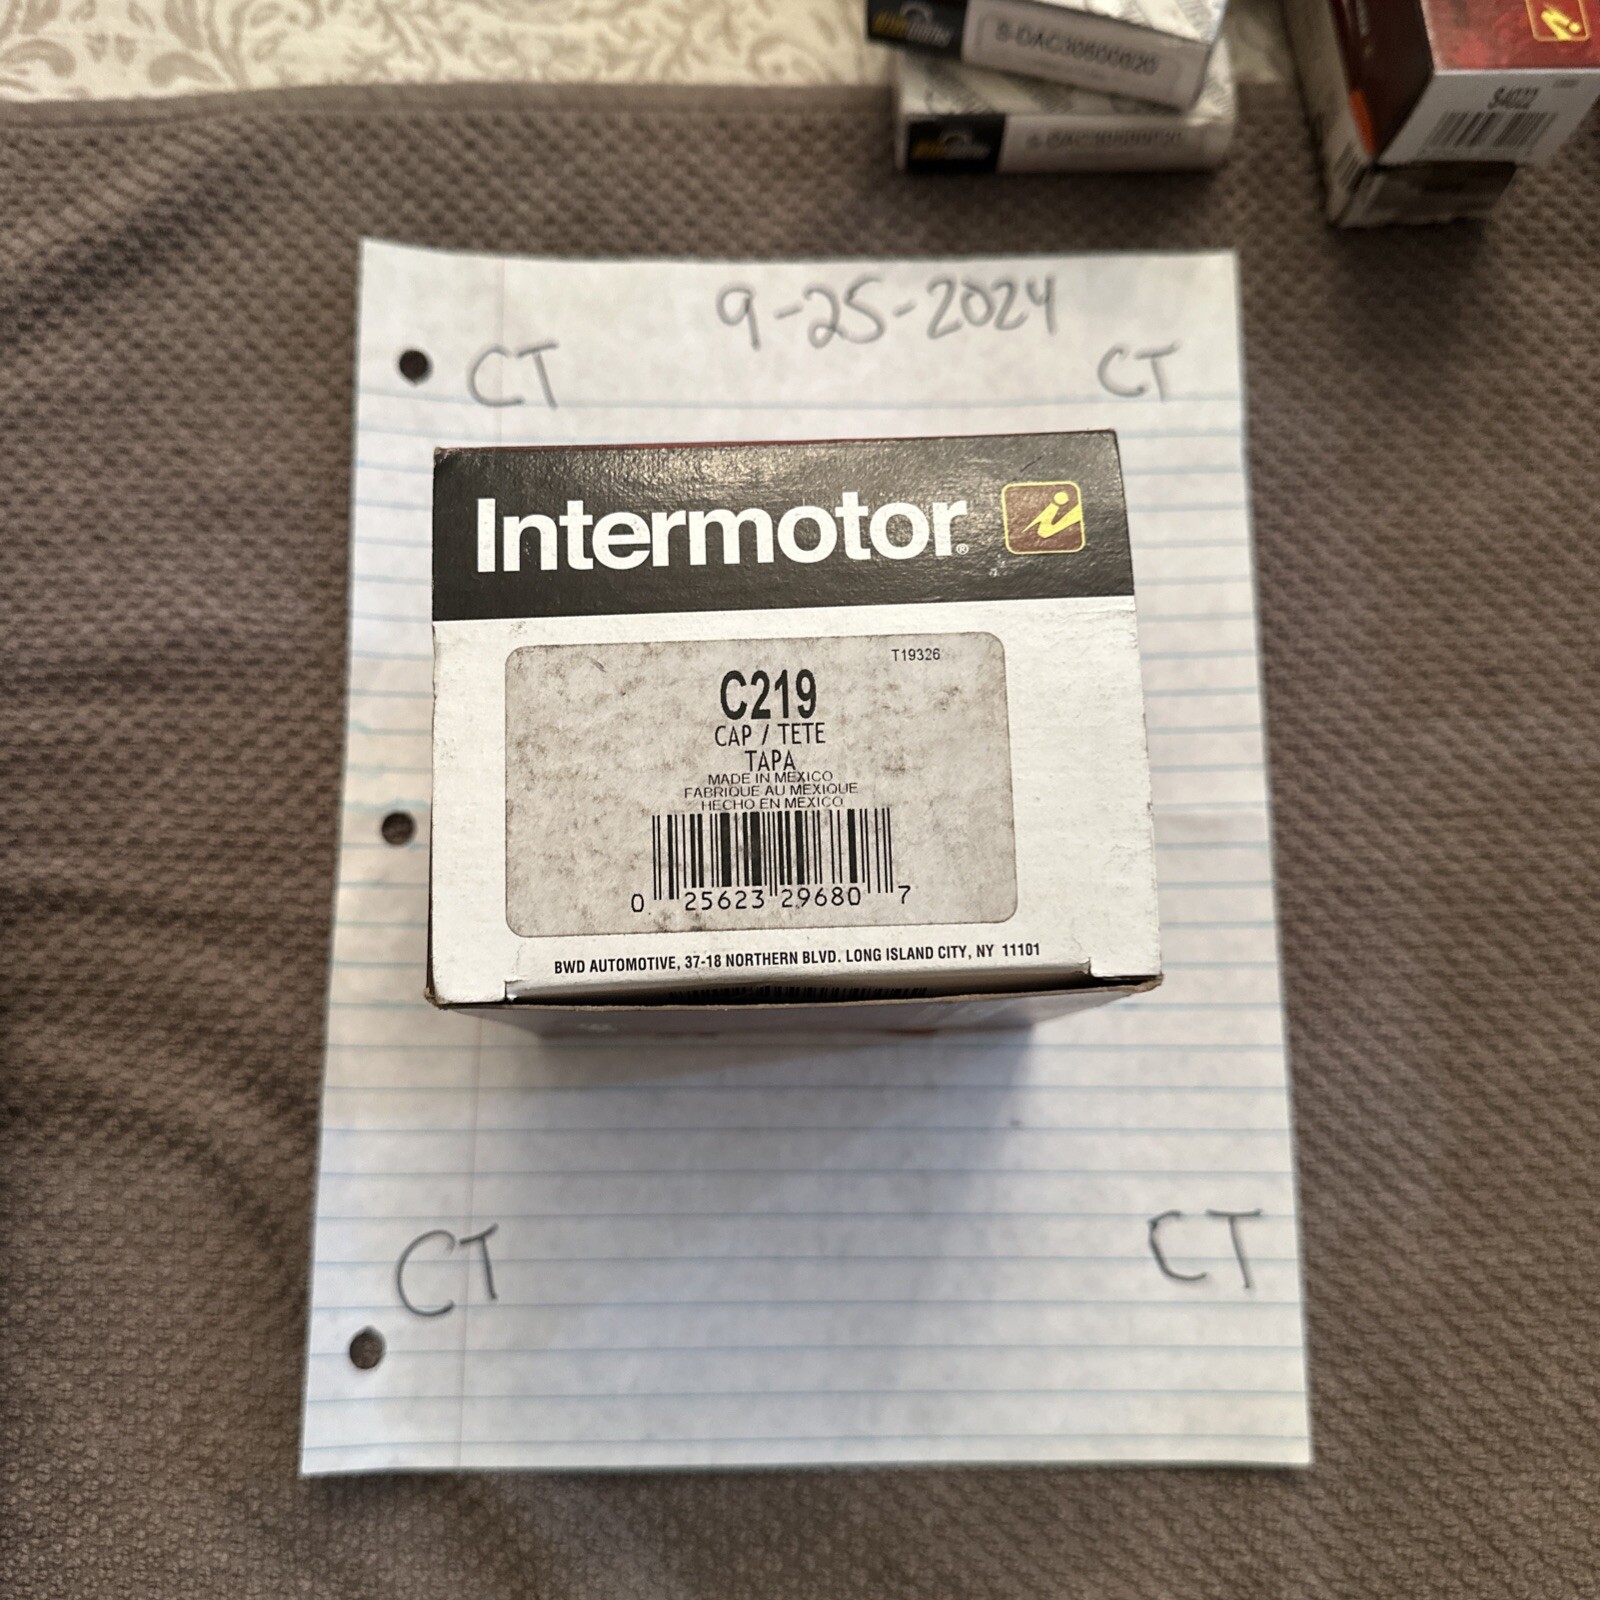 S-DAC30600020
S4022
9-25-2024
CT
CT
Intermotor®
T19326
C219
CAP / TETE
TAPA
MADE IN MEXICO
FABRIQUE AU MEXIQUE
HECHO EN MEXICO
0 25623 29680 7
BWD AUTOMOTIVE, 37-18 NORTHERN BLVD. LONG ISLAND CITY, NY 11101
CT
CT